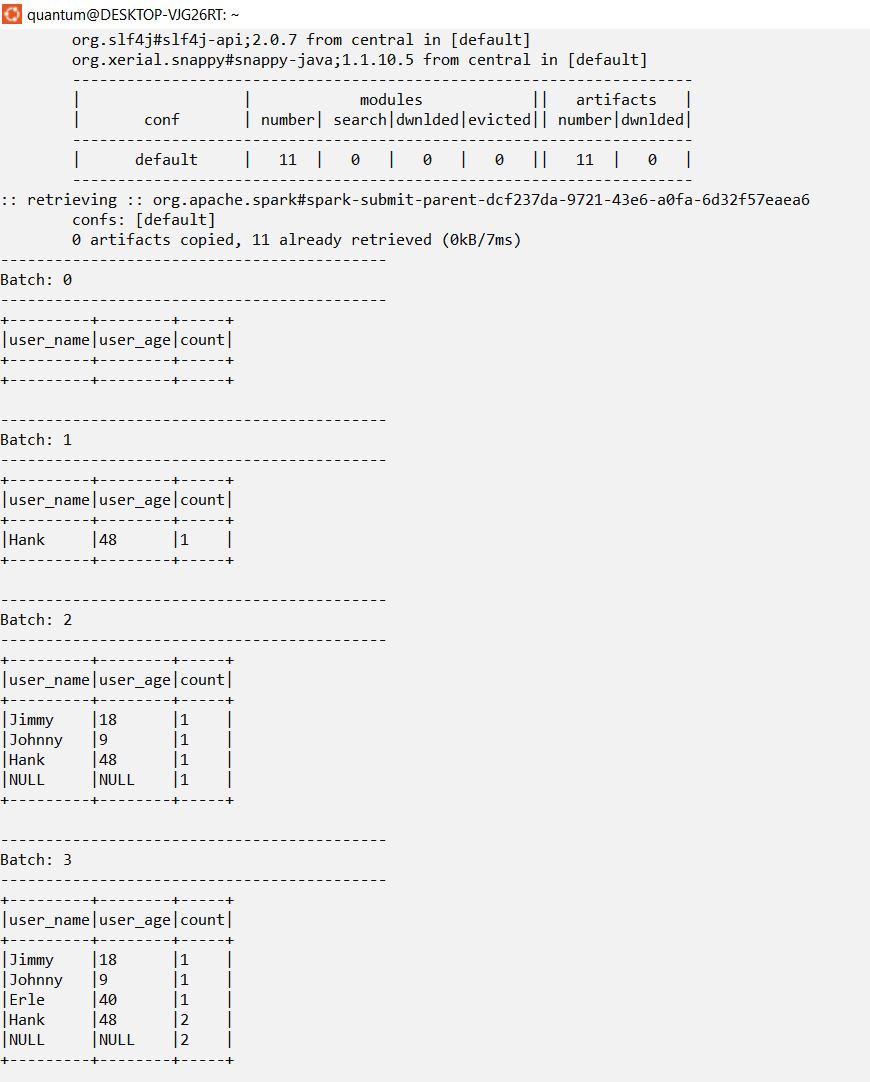 quantum@DESKTOP-VJG26RT: ~
org.slf4j#slf4j-api;2.0.7 from central in [default]
org.xerial.snappy#snappy-java;1.1.10.5 from central in [default]
---------------------------------------------------------------------
|                  |            modules            ||   artifacts   |
|       conf       | number| search|dwnlded|evicted|| number|dwnlded|
---------------------------------------------------------------------
|      default     |   11  |   0   |   0   |   0   ||   11  |   0   |
---------------------------------------------------------------------
:: retrieving :: org.apache.spark#spark-submit-parent-dcf237da-9721-43e6-a0fa-6d32f57eaea6
confs: [default]
0 artifacts copied, 11 already retrieved (0kB/7ms)
-------------------------------------------
Batch: 0
-------------------------------------------
+---------+--------+-----+
|user_name|user_age|count|
+---------+--------+-----+
+---------+--------+-----+
-------------------------------------------
Batch: 1
-------------------------------------------
+---------+--------+-----+
|user_name|user_age|count|
+---------+--------+-----+
|Hank     |48      |1    |
+---------+--------+-----+
-------------------------------------------
Batch: 2
-------------------------------------------
+---------+--------+-----+
|user_name|user_age|count|
+---------+--------+-----+
|Jimmy    |18      |1    |
|Johnny   |9       |1    |
|Hank     |48      |1    |
|NULL     |NULL    |1    |
+---------+--------+-----+
-------------------------------------------
Batch: 3
-------------------------------------------
+---------+--------+-----+
|user_name|user_age|count|
+---------+--------+-----+
|Jimmy    |18      |1    |
|Johnny   |9       |1    |
|Erle     |40      |1    |
|Hank     |48      |2    |
|NULL     |NULL    |2    |
+---------+--------+-----+